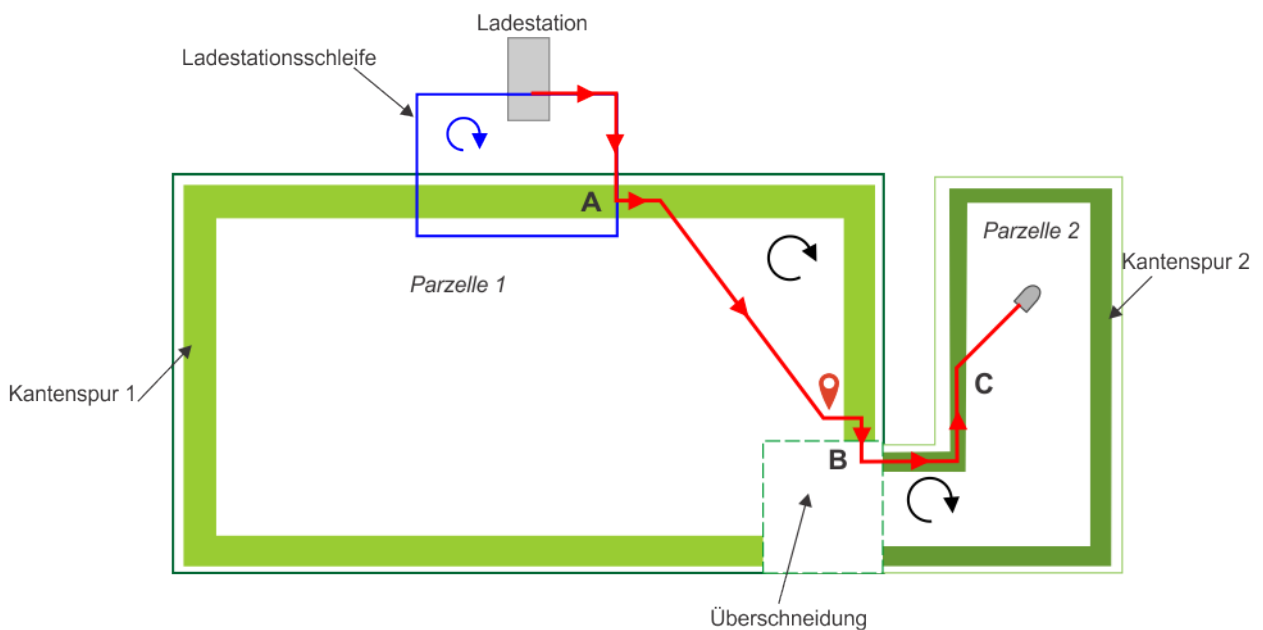 Ladestation
Ladestationsschleife
A
Parzelle 2
Kantenspur 2
Parzelle 1
C
Kantenspur 1
B
Überschneidung